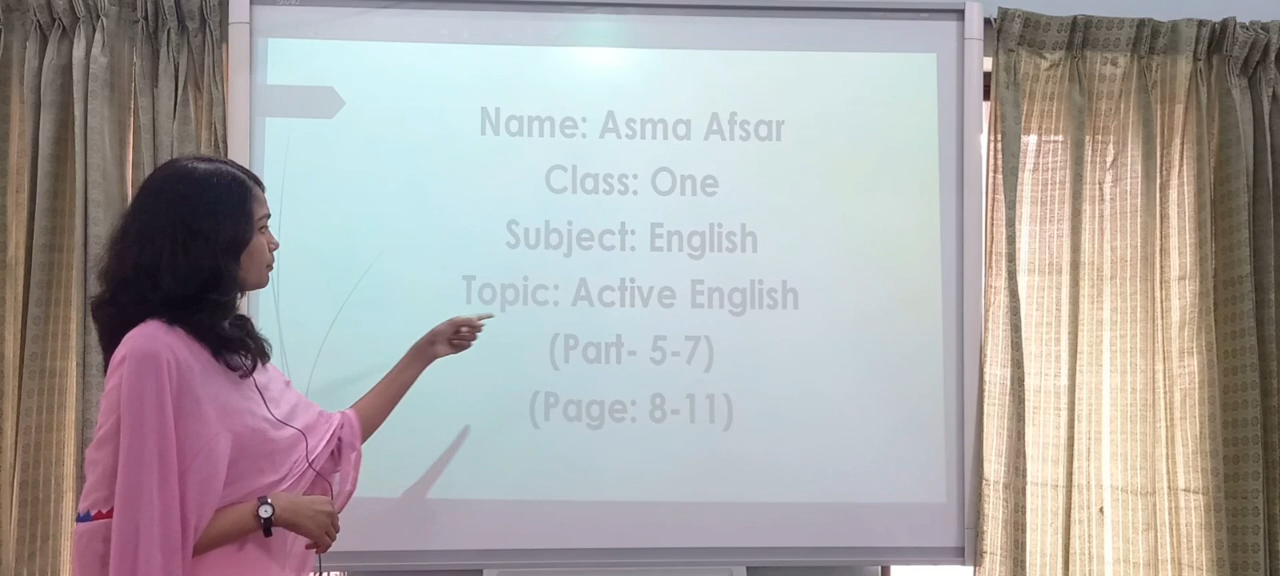 Name: Asma Afsar
Class: One
Subject: English
Topic: Active English
(Part- 5-7)
(Page: 8-11)